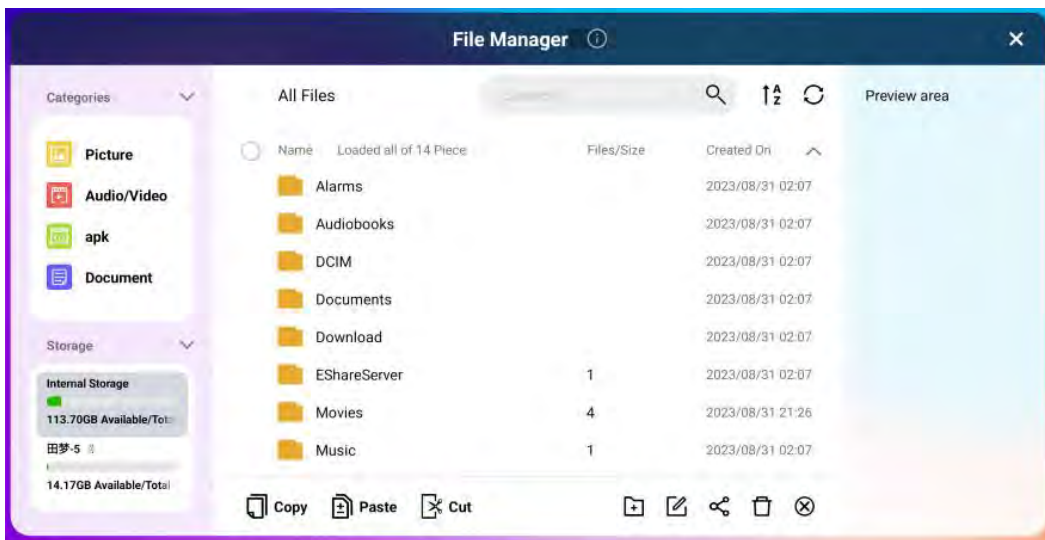 File Manager
Categories
Picture
Audio/Video
apk
Document
Storage
Internal Storage
113.70GB Available/Tot
田梦-5
14.17GB Available/Total
All Files
Name Loaded all of 14 Piece Files/Size Created On
Alarms 2023/08/31 02:07
Audiobooks 2023/08/31 02:07
DCIM 2023/08/31 02:07
Documents 2023/08/31 02:07
Download 2023/08/31 02:07
EShareServer 1 2023/08/31 02:07
Movies 4 2023/08/31 21:26
Music 1 2023/08/31 02:07
Copy Paste Cut
Preview area